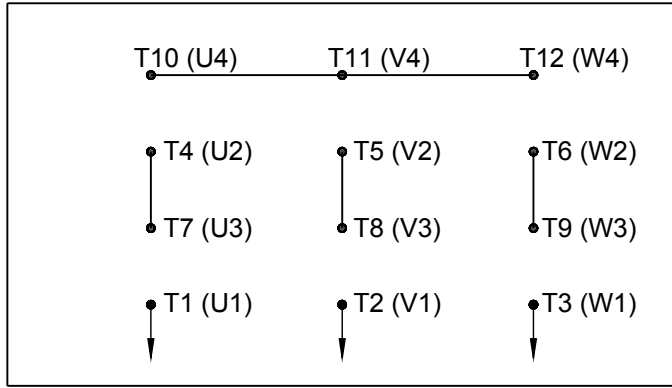 T10 (U4) T11 (V4) T12 (W4)
T4 (U2) T5 (V2) T6 (W2)
T7 (U3) T8 (V3) T9 (W3)
T1 (U1) T2 (V1) T3 (W1)